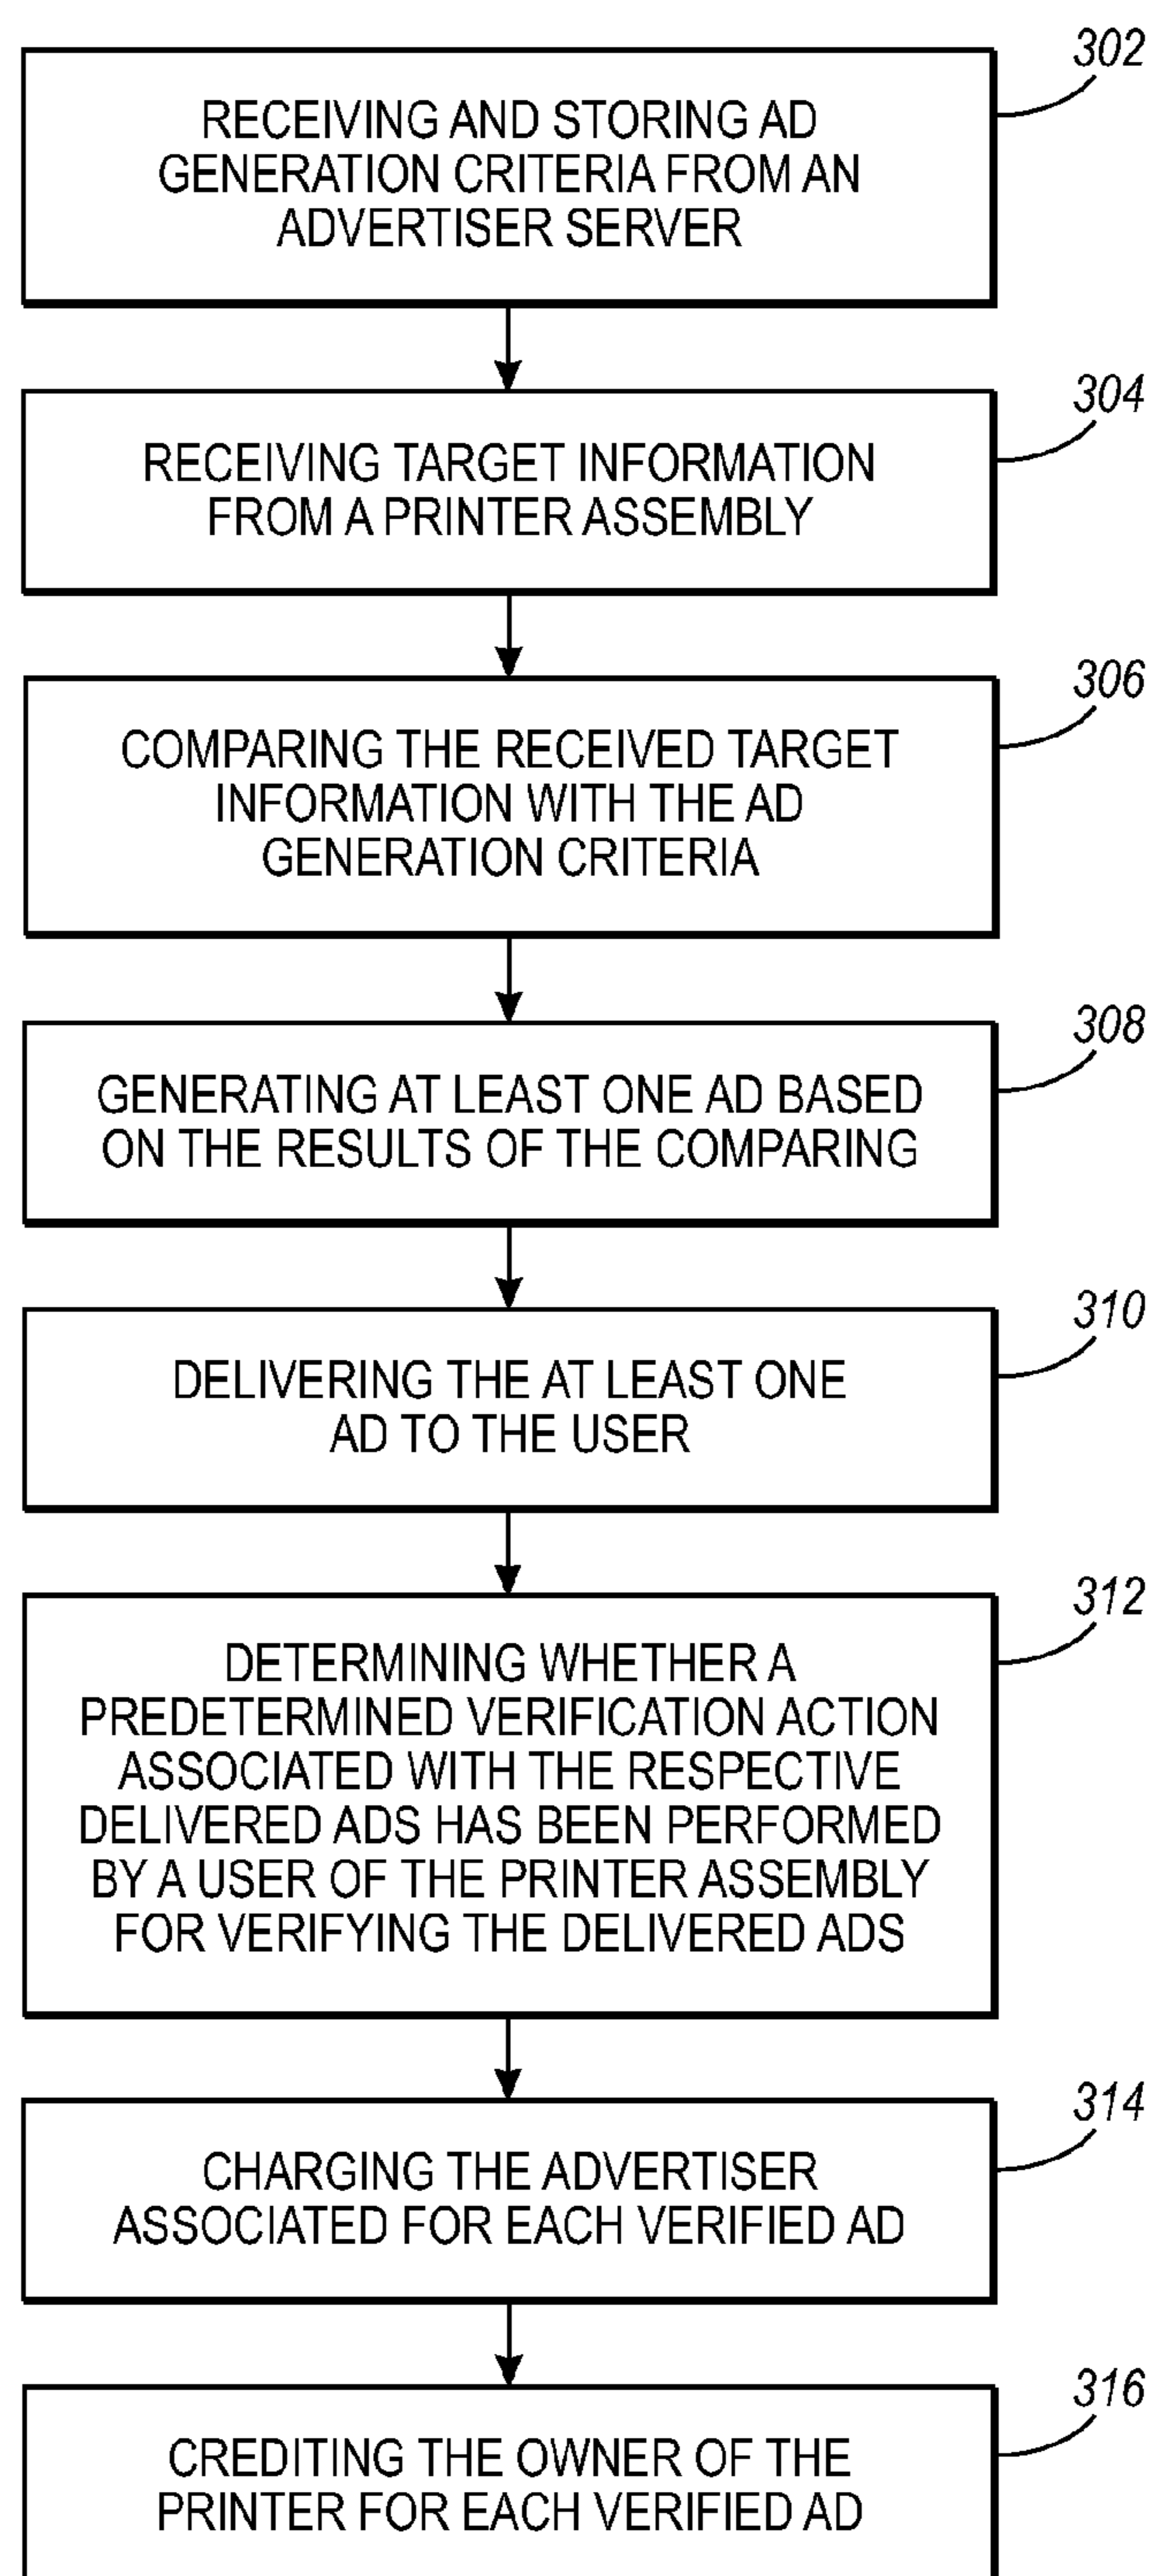 302
RECEIVING AND STORING AD
GENERATION CRITERIA FROM AN
ADVERTISER SERVER
304
RECEIVING TARGET INFORMATION
FROM A PRINTER ASSEMBLY
306
COMPARING THE RECEIVED TARGET
INFORMATION WITH THE AD
GENERATION CRITERIA
308
GENERATING AT LEAST ONE AD BASED
ON THE RESULTS OF THE COMPARING
310
DELIVERING THE AT LEAST ONE
AD TO THE USER
312
DETERMINING WHETHER A
PREDETERMINED VERIFICATION ACTION
ASSOCIATED WITH THE RESPECTIVE
DELIVERED ADS HAS BEEN PERFORMED
BY A USER OF THE PRINTER ASSEMBLY
FOR VERIFYING THE DELIVERED ADS
314
CHARGING THE ADVERTISER
ASSOCIATED FOR EACH VERIFIED AD
316
CREDITING THE OWNER OF THE
PRINTER FOR EACH VERIFIED AD